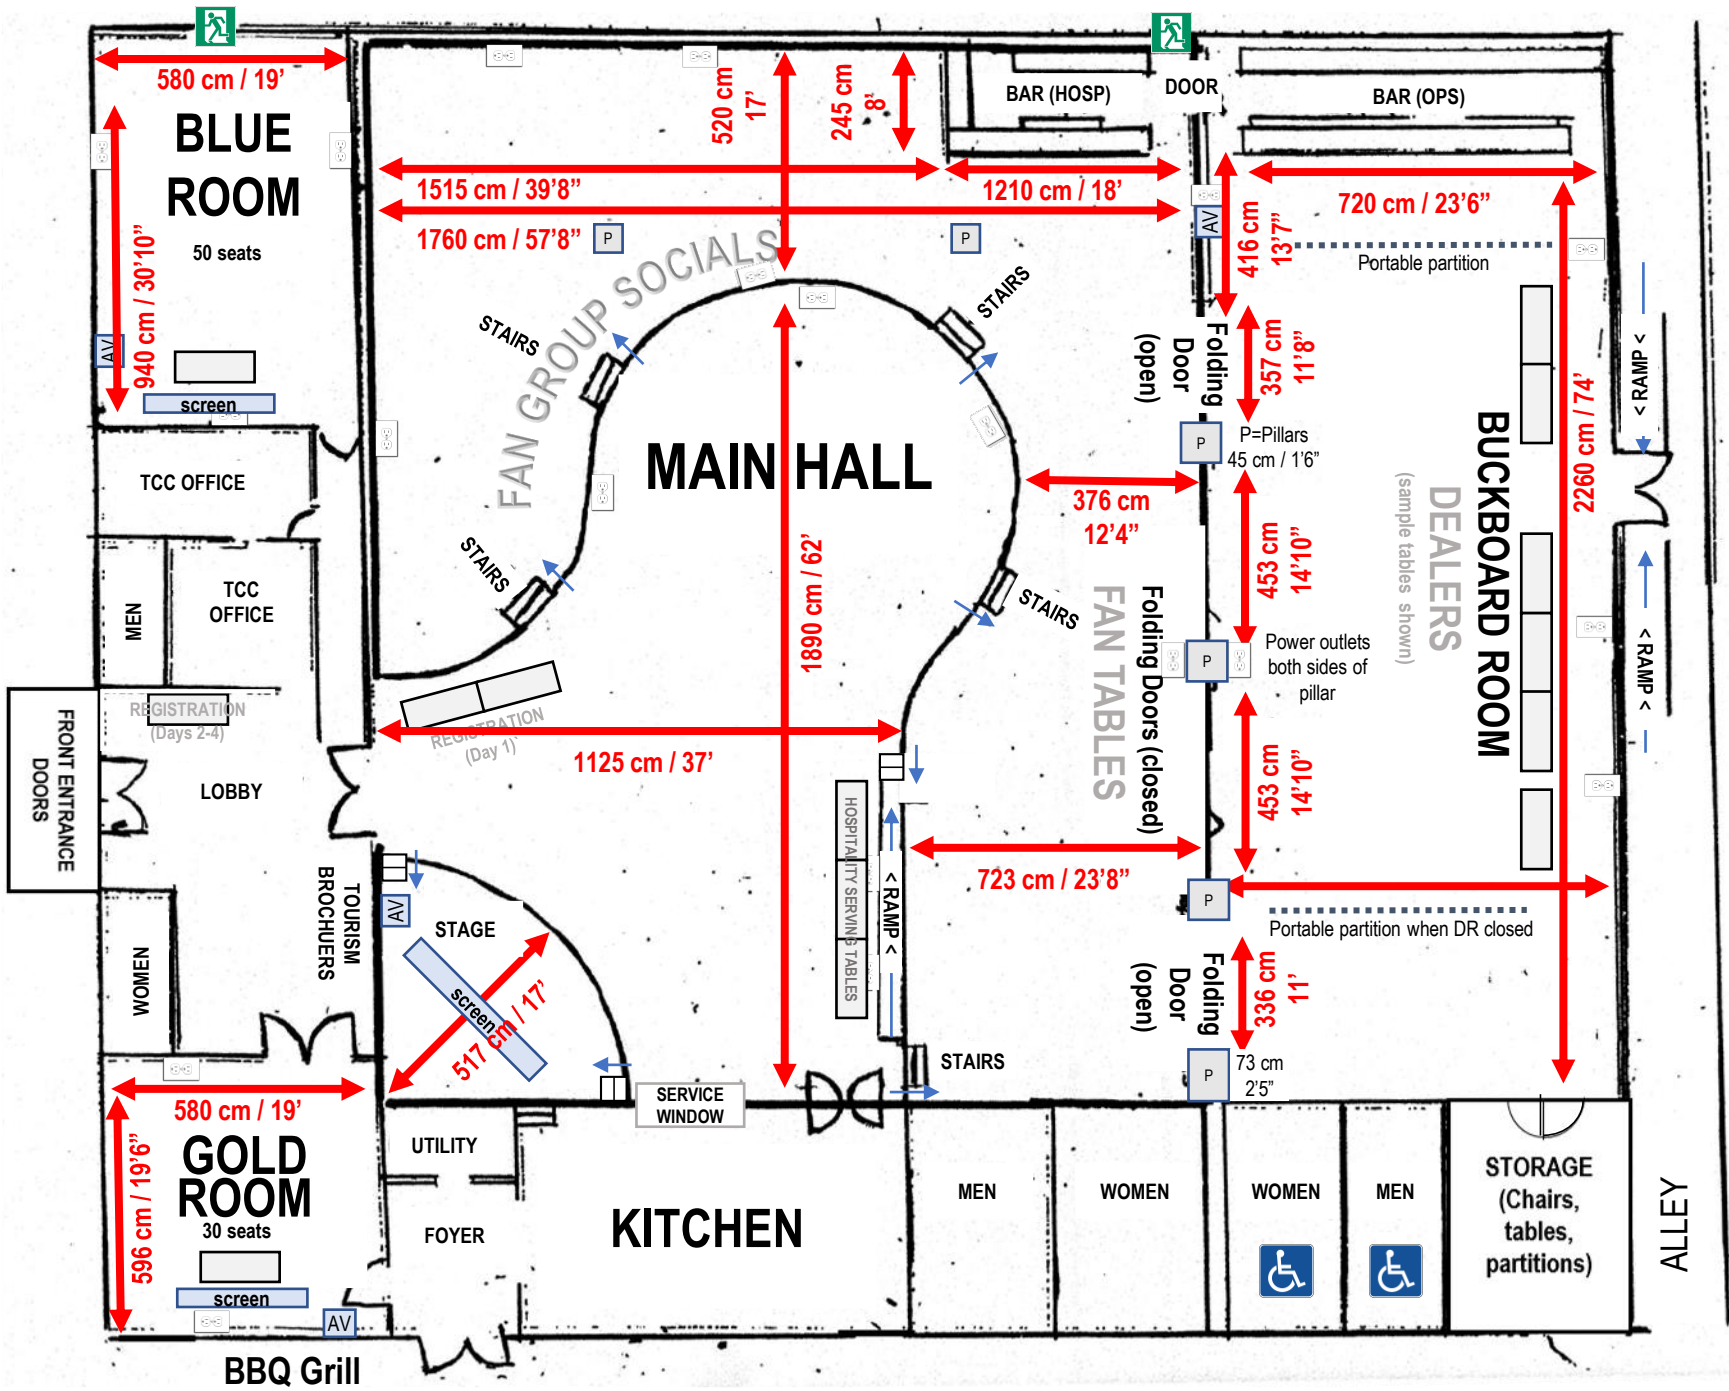 580 cm / 19’
BLUE
ROOM
50 seats
940 cm / 30’10”
AV
screen
520 cm
17’
245 cm
8’
BAR (HOSP)
DOOR
BAR (OPS)
1515 cm / 39’8”
1210 cm / 18’
1760 cm / 57’8”
P
P
AV
416 cm
13’7”
720 cm / 23’6”
Portable partition
FAN GROUP SOCIALS
STAIRS
STAIRS
Folding
Door
(open)
357 cm
11’8”
< RAMP <
2260 cm / 74’
P
P=Pillars
45 cm / 1’6”
MAIN HALL
376 cm
12’4”
BUCKBOARD ROOM
DEALERS
(sample tables shown)
TCC OFFICE
TCC
OFFICE
MEN
STAIRS
STAIRS
1890 cm / 62’
453 cm
14’10”
FAN TABLES
Folding Doors (closed)
P
Power outlets
both sides of
pillar
< RAMP <
REGISTRATION
(Days 2-4)
REGISTRATION
(Day 1)
FRONT ENTRANCE
DOORS
LOBBY
1125 cm / 37’
453 cm
14’10”
HOSPITALITY SERVING TABLES
< RAMP <
723 cm / 23’8”
TOURISM
BROCHUERS
AV
STAGE
screen
517 cm / 17’
WOMEN
P
Portable partition when DR closed
Folding
Door
(open)
336 cm
11’
STAIRS
P
73 cm
2’5”
SERVICE
WINDOW
580 cm / 19’
GOLD
ROOM
30 seats
596 cm / 19’6”
screen
AV
UTILITY
FOYER
KITCHEN
MEN
WOMEN
WOMEN
MEN
STORAGE
(Chairs,
tables,
partitions)
ALLEY
BBQ Grill